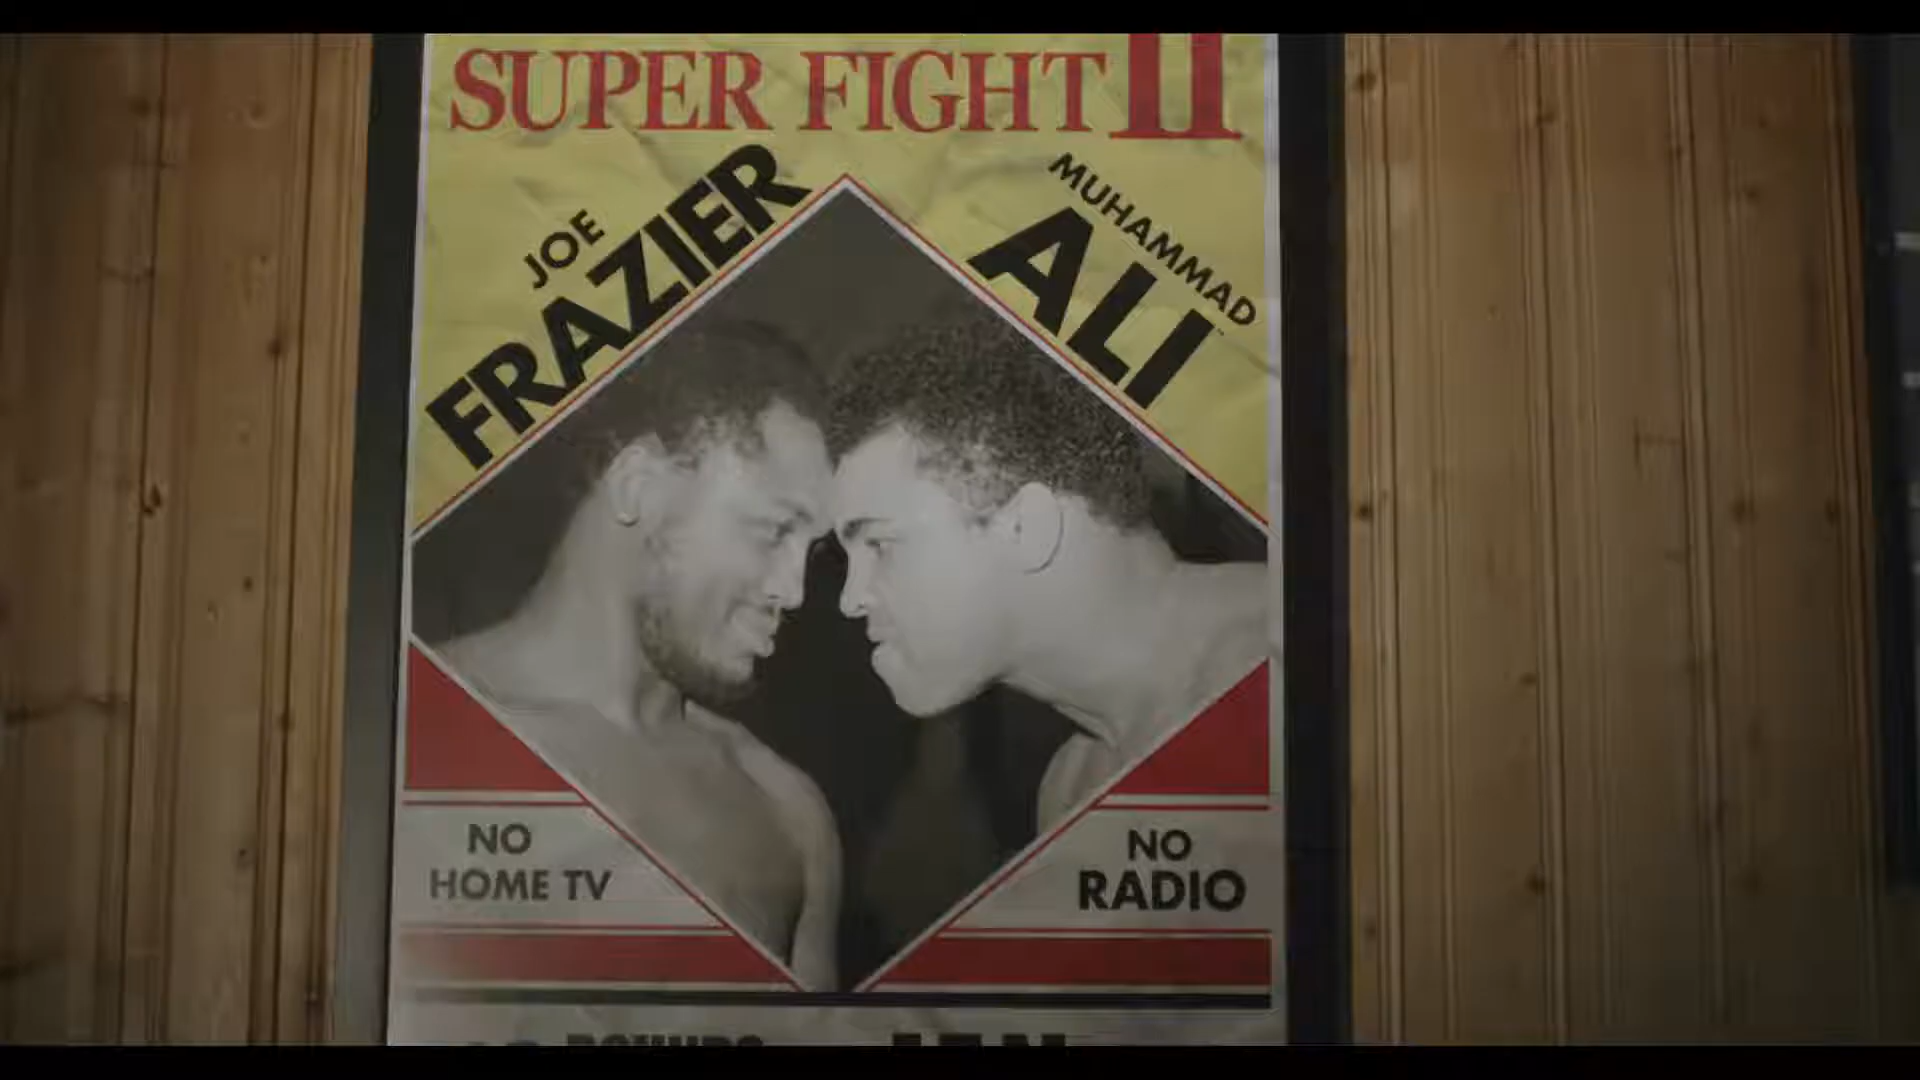 SUPER FIGHT II
JOE
FRAZIER
MUHAMMAD
ALI
NO
HOME TV
NO
RADIO